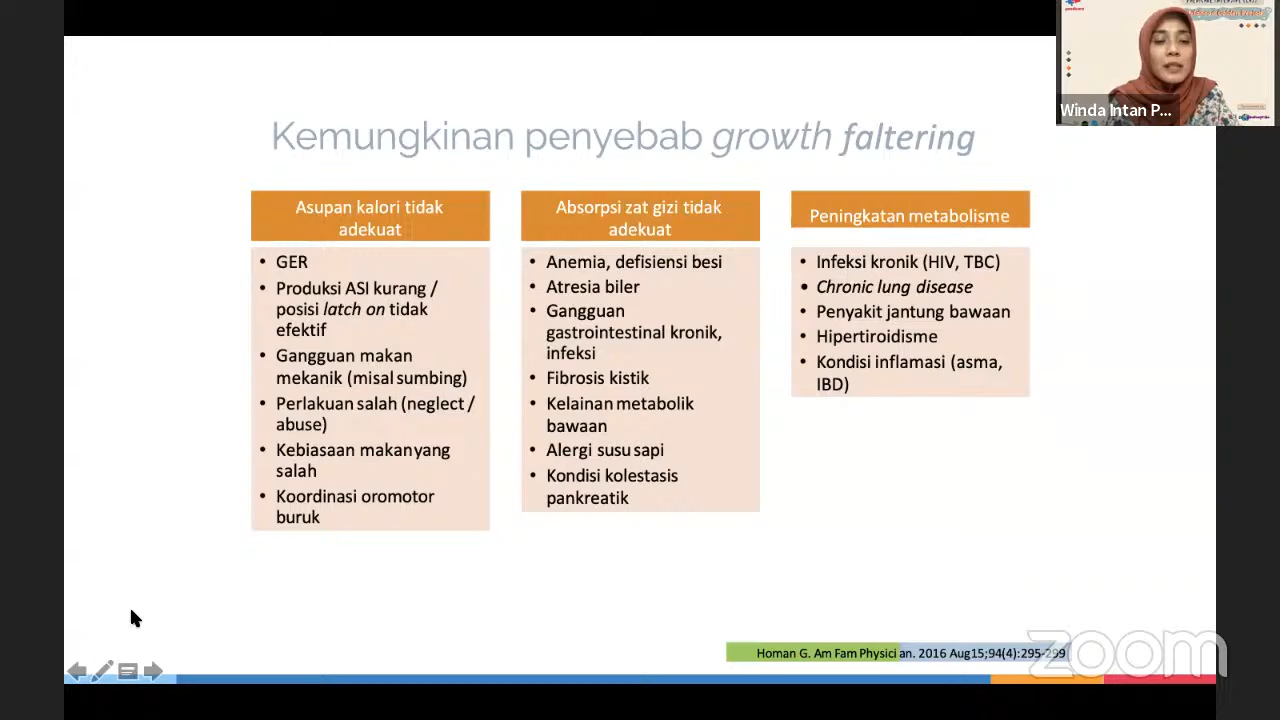 Winda Intan P...
Kemungkinan penyebab growth faltering
Asupan kalori tidak
adekuat
• GER
• Produksi ASI kurang /
posisi latch on tidak
efektif
• Gangguan makan
mekanik (misal sumbing)
• Perlakuan salah (neglect /
abuse)
• Kebiasaan makan yang
salah
• Koordinasi oromotor
buruk
Absorpsi zat gizi tidak
adekuat
• Anemia, defisiensi besi
• Atresia biler
• Gangguan
gastrointestinal kronik,
infeksi
• Fibrosis kistik
• Kelainan metabolik
bawaan
• Alergi susu sapi
• Kondisi kolestasis
pankreatik
Peningkatan metabolisme
• Infeksi kronik (HIV, TBC)
• Chronic lung disease
• Penyakit jantung bawaan
• Hipertiroidisme
• Kondisi inflamasi (asma,
IBD)
Homan G. Am Fam Physician. 2016 Aug15;94(4):295-299
zoom